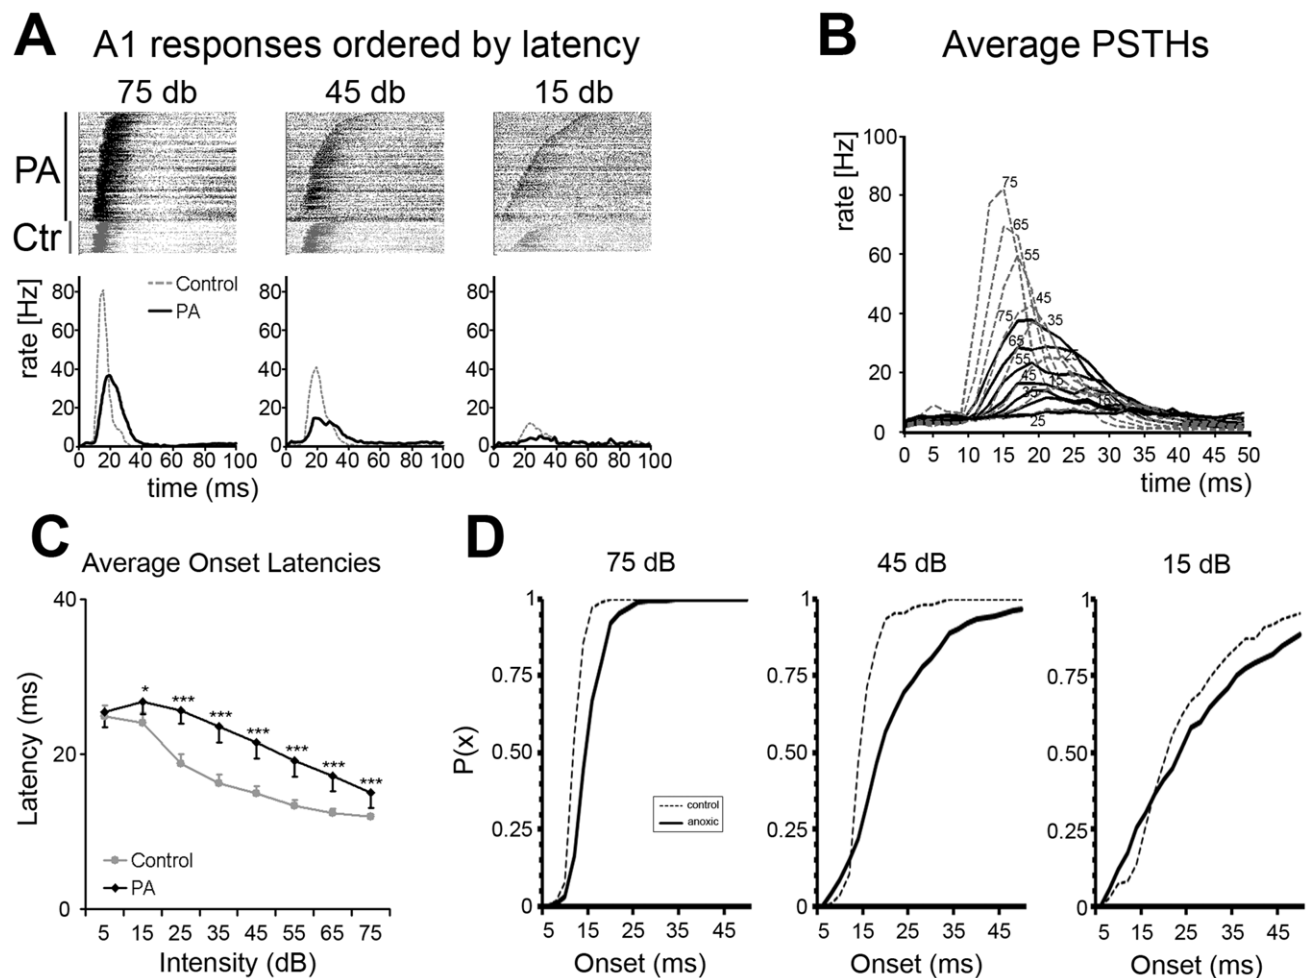 A
A1 responses ordered by latency
75 db 45 db 15 db
PA
Ctr
rate [Hz]
80
60
40
20
0
Control
PA
80
60
40
20
0
80
60
40
20
0
0 20 40 60 80 100
0 20 40 60 80 100
0 20 40 60 80 100
time (ms)
B
Average PSTHs
rate [Hz]
100
80
60
40
20
0
75
65
55
45
35
75
65
55
45
35
25
15
0 5 10 15 20 25 30 35 40 45 50
time (ms)
C
Average Onset Latencies
Latency (ms)
40
20
0
* *** *** *** *** *** ***
Control
PA
5 15 25 35 45 55 65 75
Intensity (dB)
D
75 dB 45 dB 15 dB
P(x)
1
0.75
0.50
0.25
0
control
anoxic
1
0.75
0.50
0.25
0
1
0.75
0.50
0.25
0
5 15 25 35 45
5 15 25 35 45
5 15 25 35 45
Onset (ms) Onset (ms) Onset (ms)